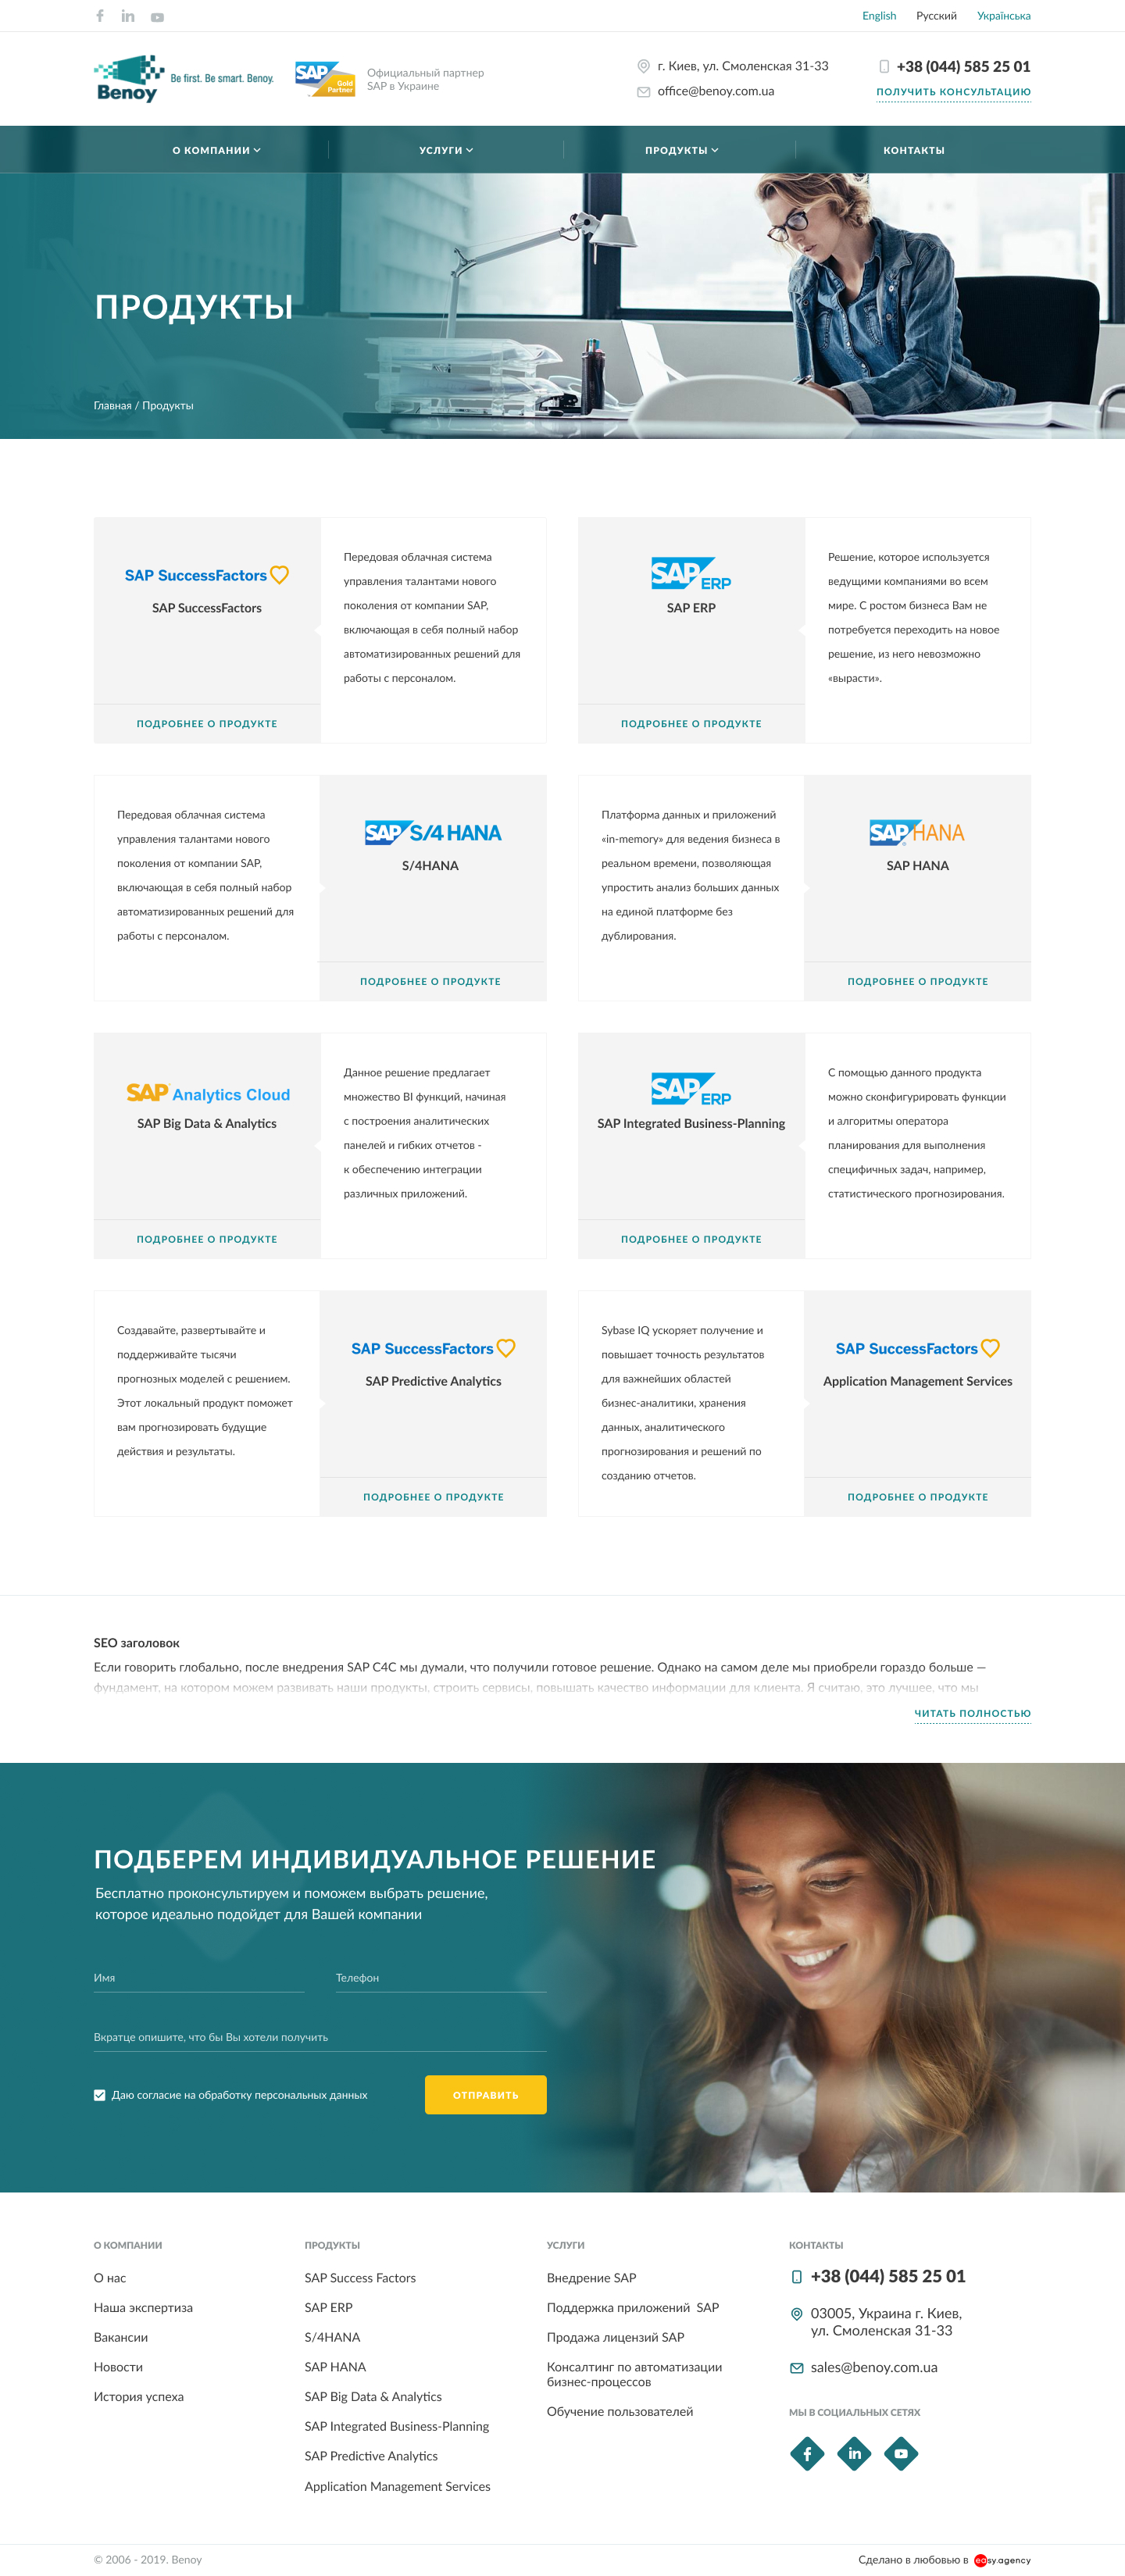 English Русский Українська
Benoy Be first. Be smart. Benoy.
SAP Gold Partner
Официальный партнер
SAP в Украине
г. Киев, ул. Смоленская 31-33
office@benoy.com.ua
+38 (044) 585 25 01
ПОЛУЧИТЬ КОНСУЛЬТАЦИЮ
О КОМПАНИИ УСЛУГИ ПРОДУКТЫ КОНТАКТЫ
ПРОДУКТЫ
Главная / Продукты
SAP SuccessFactors
SAP SuccessFactors
ПОДРОБНЕЕ О ПРОДУКТЕ
Передовая облачная система
управления талантами нового
поколения от компании SAP,
включающая в себя полный набор
автоматизированных решений для
работы с персоналом.
SAP ERP
SAP ERP
ПОДРОБНЕЕ О ПРОДУКТЕ
Решение, которое используется
ведущими компаниями во всем
мире. С ростом бизнеса Вам не
потребуется переходить на новое
решение, из него невозможно
«вырасти».
Передовая облачная система
управления талантами нового
поколения от компании SAP,
включающая в себя полный набор
автоматизированных решений для
работы с персоналом.
SAP S/4 HANA
S/4HANA
ПОДРОБНЕЕ О ПРОДУКТЕ
Платформа данных и приложений
«in-memory» для ведения бизнеса в
реальном времени, позволяющая
упростить анализ больших данных
на единой платформе без
дублирования.
SAP HANA
SAP HANA
ПОДРОБНЕЕ О ПРОДУКТЕ
SAP Analytics Cloud
SAP Big Data & Analytics
ПОДРОБНЕЕ О ПРОДУКТЕ
Данное решение предлагает
множество BI функций, начиная
с построения аналитических
панелей и гибких отчетов -
к обеспечению интеграции
различных приложений.
SAP ERP
SAP Integrated Business-Planning
ПОДРОБНЕЕ О ПРОДУКТЕ
С помощью данного продукта
можно сконфигурировать функции
и алгоритмы оператора
планирования для выполнения
специфичных задач, например,
статистического прогнозирования.
Создавайте, развертывайте и
поддерживайте тысячи
прогнозных моделей с решением.
Этот локальный продукт поможет
вам прогнозировать будущие
действия и результаты.
SAP SuccessFactors
SAP Predictive Analytics
ПОДРОБНЕЕ О ПРОДУКТЕ
Sybase IQ ускоряет получение и
повышает точность результатов
для важнейших областей
бизнес-аналитики, хранения
данных, аналитического
прогнозирования и решений по
созданию отчетов.
SAP SuccessFactors
Application Management Services
ПОДРОБНЕЕ О ПРОДУКТЕ
SEO заголовок
Если говорить глобально, после внедрения SAP C4C мы думали, что получили готовое решение. Однако на самом деле мы приобрели гораздо больше —
фундамент, на котором можем развивать наши продукты, строить сервисы, повышать качество информации для клиента. Я считаю, это лучшее, что мы
ЧИТАТЬ ПОЛНОСТЬЮ
ПОДБЕРЕМ ИНДИВИДУАЛЬНОЕ РЕШЕНИЕ
Бесплатно проконсультируем и поможем выбрать решение,
которое идеально подойдет для Вашей компании
Имя Телефон
Вкратце опишите, что бы Вы хотели получить
Даю согласие на обработку персональных данных
ОТПРАВИТЬ
О КОМПАНИИ
О нас
Наша экспертиза
Вакансии
Новости
История успеха
ПРОДУКТЫ
SAP Success Factors
SAP ERP
S/4HANA
SAP HANA
SAP Big Data & Analytics
SAP Integrated Business-Planning
SAP Predictive Analytics
Application Management Services
УСЛУГИ
Внедрение SAP
Поддержка приложений SAP
Продажа лицензий SAP
Консалтинг по автоматизации
бизнес-процессов
Обучение пользователей
КОНТАКТЫ
+38 (044) 585 25 01
03005, Украина г. Киев,
ул. Смоленская 31-33
sales@benoy.com.ua
МЫ В СОЦИАЛЬНЫХ СЕТЯХ
© 2006 - 2019. Benoy
Сделано в любовью в easy.agency